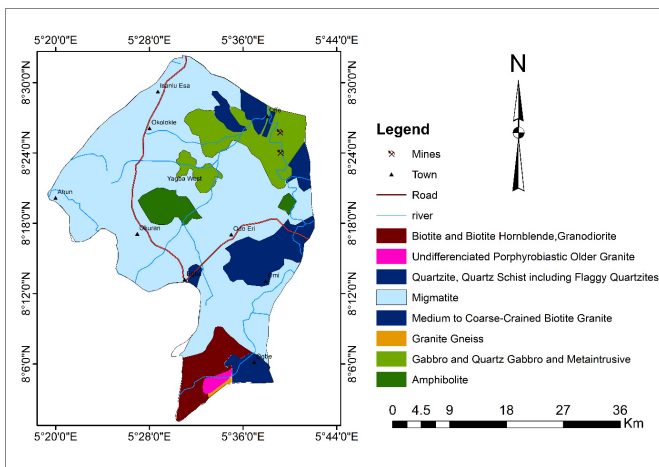 5°20'0"E 5°28'0"E 5°36'0"E 5°44'0"E
8°30'0"N 8°30'0"N
8°24'0"N 8°24'0"N
8°18'0"N 8°18'0"N
8°12'0"N 8°12'0"N
8°6'0"N 8°6'0"N
5°20'0"E 5°28'0"E 5°36'0"E 5°44'0"E
Isanlu Esa
Okoloke
Yagba West
Odo Eri
N
Legend
Mines
Town
Road
river
Biotite and Biotite Hornblende,Granodiorite
Undifferenciated Porphyrobiastic Older Granite
Quartzite, Quartz Schist including Flaggy Quartzites
Migmatite
Medium to Coarse-Crained Biotite Granite
Granite Gneiss
Gabbro and Quartz Gabbro and Metaintrusive
Amphibolite
0 4.5 9 18 27 36
Km